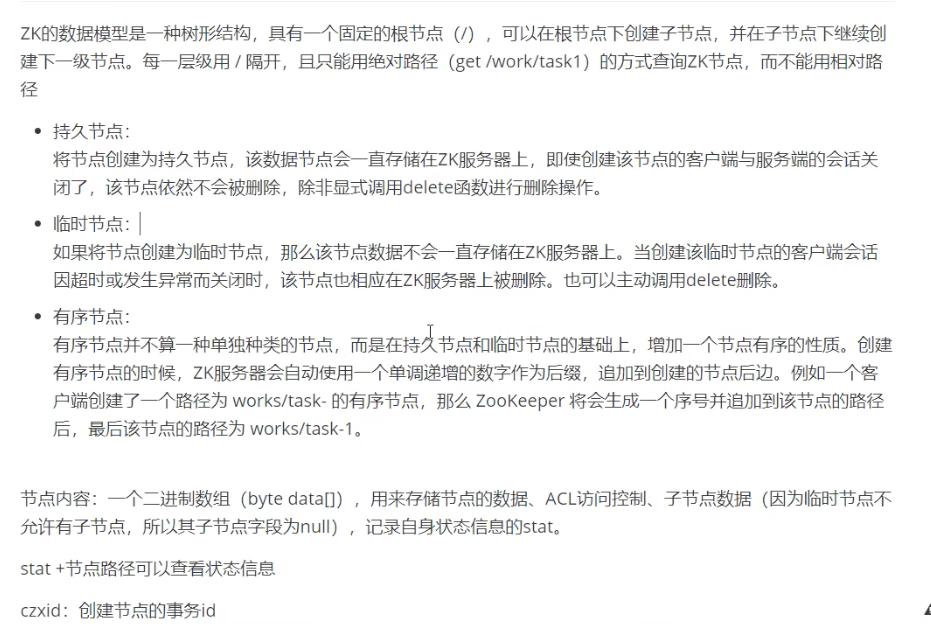 ZK的数据模型是一种树形结构，具有一个固定的根节点（/），可以在根节点下创建子节点，并在子节点下继续创
建下一级节点。每一层级用 / 隔开，且只能用绝对路径（get /work/task1）的方式查询ZK节点，而不能用相对路
径
• 持久节点：
将节点创建为持久节点，该数据节点会一直存储在ZK服务器上，即使创建该节点的客户端与服务端的会话关
闭了，该节点依然不会被删除，除非显式调用delete函数进行删除操作。
• 临时节点：
如果将节点创建为临时节点，那么该节点数据不会一直存储在ZK服务器上。当创建该临时节点的客户端会话
因超时或发生异常而关闭时，该节点也相应在ZK服务器上被删除。也可以主动调用delete删除。
• 有序节点：
有序节点并不算一种单独种类的节点，而是在持久节点和临时节点的基础上，增加一个节点有序的性质。创建
有序节点的时候，ZK服务器会自动使用一个单调递增的数字作为后缀，追加到创建的节点后边。例如一个客
户端创建了一个路径为 works/task- 的有序节点，那么 ZooKeeper 将会生成一个序号并追加到该节点的路径
后，最后该节点的路径为 works/task-1。
节点内容：一个二进制数组（byte data[]），用来存储节点的数据、ACL访问控制、子节点数据（因为临时节点不
允许有子节点，所以其子节点字段为null），记录自身状态信息的stat。
stat +节点路径可以查看状态信息
czxid：创建节点的事务id